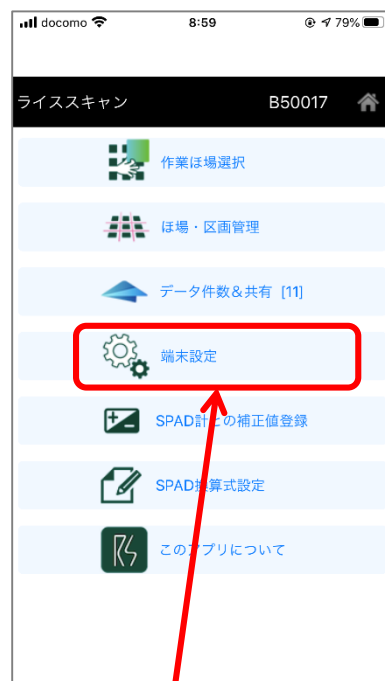 docomo 8:59 79%
ライススキャン B50017
作業ほ場選択
ほ場・区画管理
データ件数&共有 [11]
端末設定
SPAD計との補正値登録
SPAD換算式設定
このアプリについて